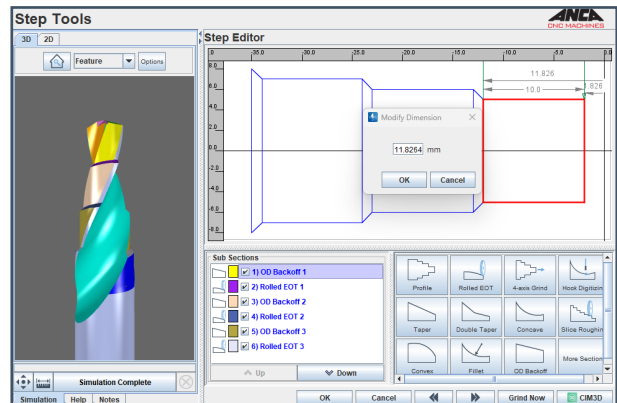 Step Tools
ANCA
CNC MACHINES
3D 2D
Feature Options
Step Editor
.0 -35.0 -30.0 -25.0 -20.0 -15.0 -10.0 -5.0 0.0
8.0
6.0
4.0
2.0
0.0
-2.0
-4.0
-6.0
-8.0
11.826
10.0
.826
Modify Dimension
11.8264 mm
OK Cancel
Sub Sections
1) OD Backoff 1
2) Rolled EOT 1
3) OD Backoff 2
4) Rolled EOT 2
5) OD Backoff 3
6) Rolled EOT 3
Up Down
Profile Rolled EOT 4-axis Grind Hook Digitizin
Taper Double Taper Concave Slice Roughin
Convex Fillet OD Backoff More Section
Simulation Complete
Simulation Help Notes
OK Cancel Grind Now CIM3D